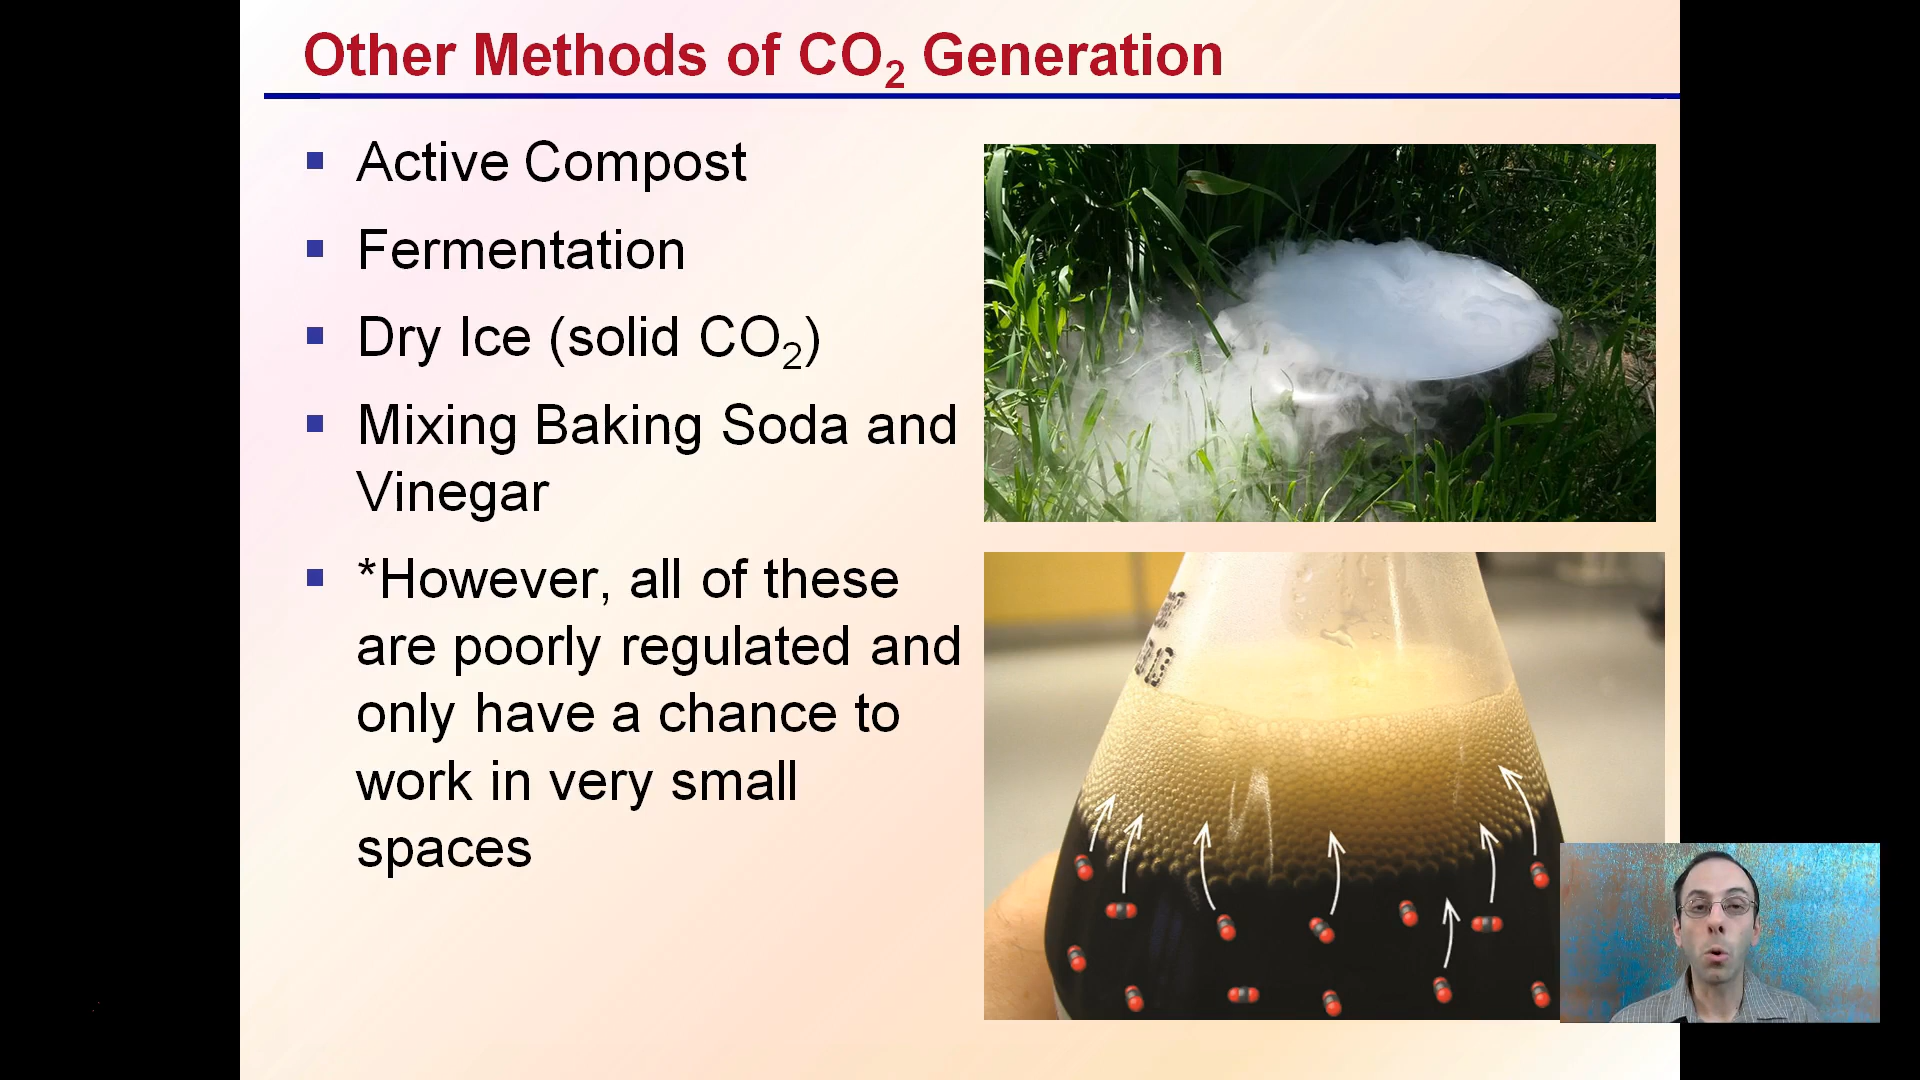 Other Methods of CO₂ Generation
Active Compost
Fermentation
Dry Ice (solid CO₂)
Mixing Baking Soda and
Vinegar
*However, all of these
are poorly regulated and
only have a chance to
work in very small
spaces